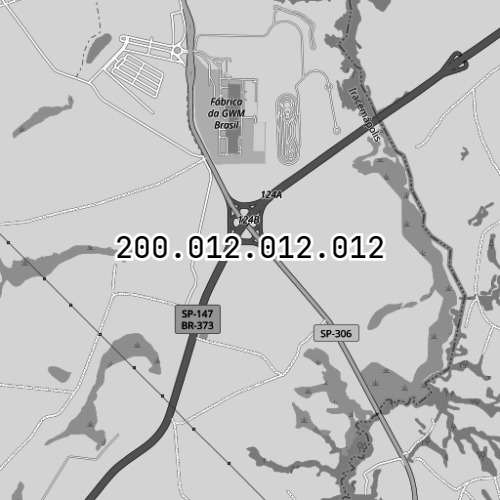 Fábrica
da GWM
Brasil
Iracemápolis
124A
124B
200.012.012.012
SP-147
BR-373
SP-306